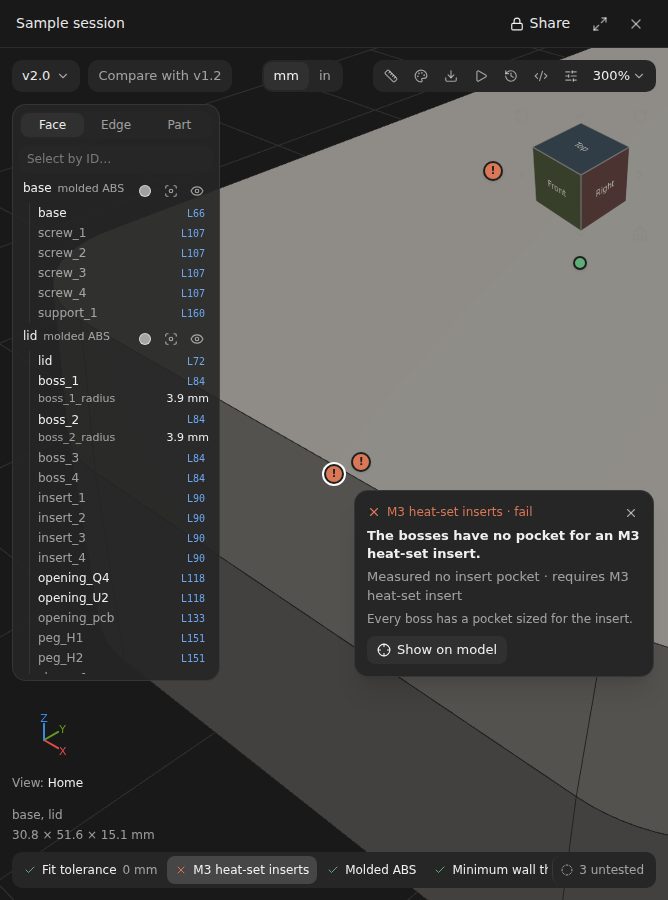 Sample session
Share
v2.0
Compare with v1.2
mm
in
300%
Face
Edge
Part
Select by ID...
base molded ABS
base L66
screw_1 L107
screw_2 L107
screw_3 L107
screw_4 L107
support_1 L160
lid molded ABS
lid L72
boss_1 L84
boss_1_radius 3.9 mm
boss_2 L84
boss_2_radius 3.9 mm
boss_3 L84
boss_4 L84
insert_1 L90
insert_2 L90
insert_3 L90
insert_4 L90
opening_Q4 L118
opening_U2 L118
opening_pcb L133
peg_H1 L151
peg_H2 L151
Top
Front
Right
!
!
!
M3 heat-set inserts · fail
The bosses have no pocket for an M3
heat-set insert.
Measured no insert pocket · requires M3
heat-set insert
Every boss has a pocket sized for the insert.
Show on model
Z
Y
X
View: Home
base, lid
30.8 × 51.6 × 15.1 mm
Fit tolerance 0 mm
M3 heat-set inserts
Molded ABS
Minimum wall
3 untested